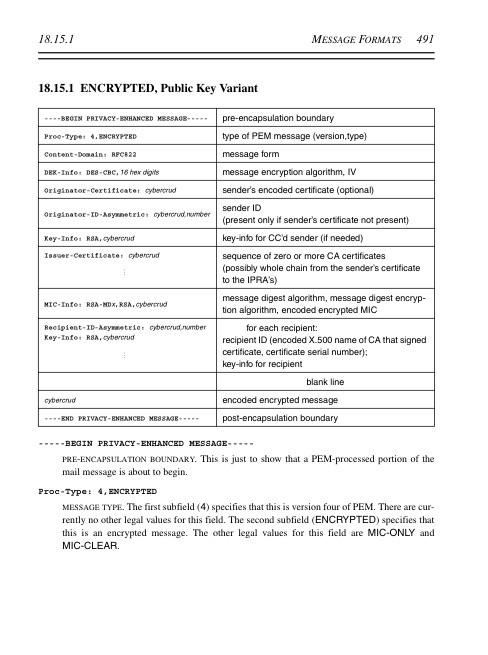 18.15.1 MESSAGE FORMATS 491
18.15.1 ENCRYPTED, Public Key Variant
----BEGIN PRIVACY-ENHANCED MESSAGE----- pre-encapsulation boundary
Proc-Type: 4,ENCRYPTED type of PEM message (version,type)
Content-Domain: RFC822 message form
DEK-Info: DES-CBC,16 hex digits message encryption algorithm, IV
Originator-Certificate: cybercrud sender's encoded certificate (optional)
Originator-ID-Asymmetric: cybercrud,number sender ID
(present only if sender's certificate not present)
Key-Info: RSA,cybercrud key-info for CC'd sender (if needed)
Issuer-Certificate: cybercrud sequence of zero or more CA certificates
⋮ (possibly whole chain from the sender's certificate
to the IPRA's)
MIC-Info: RSA-MDx,RSA,cybercrud message digest algorithm, message digest encryp-
tion algorithm, encoded encrypted MIC
Recipient-ID-Asymmetric: cybercrud,number for each recipient:
Key-Info: RSA,cybercrud recipient ID (encoded X.500 name of CA that signed
⋮ certificate, certificate serial number);
key-info for recipient
blank line
cybercrud encoded encrypted message
----END PRIVACY-ENHANCED MESSAGE----- post-encapsulation boundary
-----BEGIN PRIVACY-ENHANCED MESSAGE-----
PRE-ENCAPSULATION BOUNDARY. This is just to show that a PEM-processed portion of the
mail message is about to begin.
Proc-Type: 4,ENCRYPTED
MESSAGE TYPE. The first subfield (4) specifies that this is version four of PEM. There are cur-
rently no other legal values for this field. The second subfield (ENCRYPTED) specifies that
this is an encrypted message. The other legal values for this field are MIC-ONLY and
MIC-CLEAR.